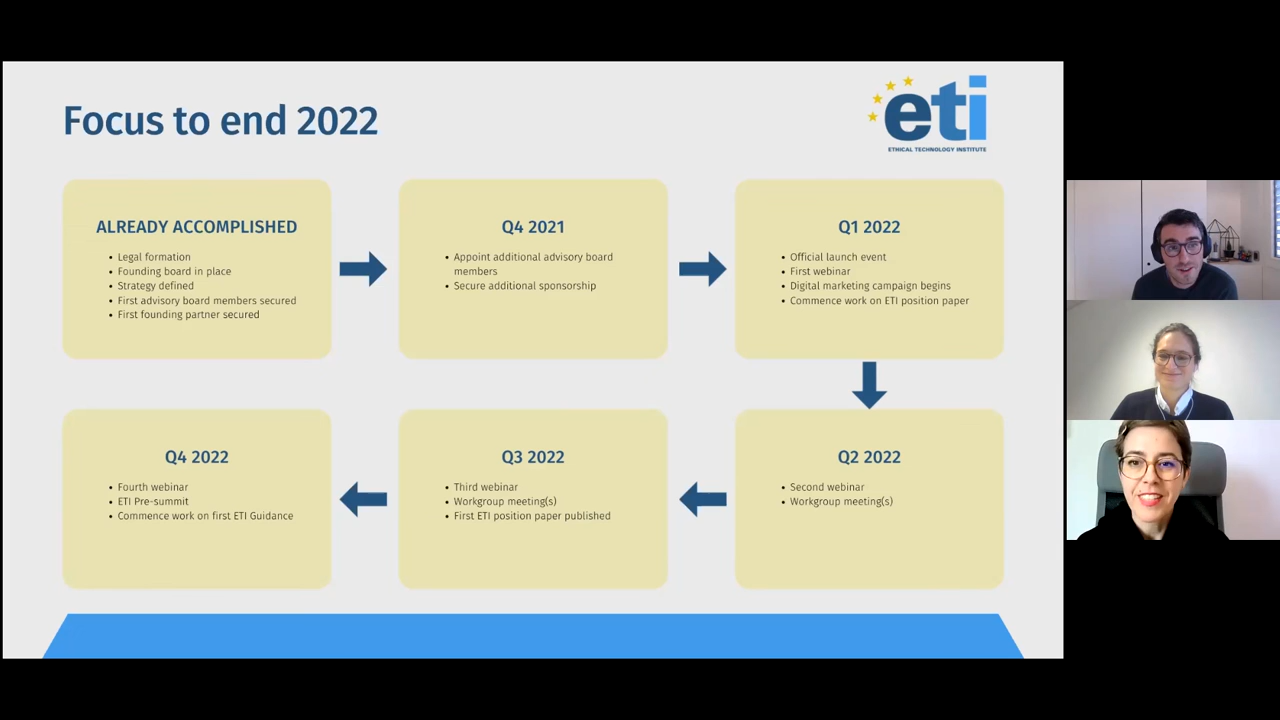 Focus to end 2022
eti
ETHICAL TECHNOLOGY INSTITUTE
ALREADY ACCOMPLISHED
• Legal formation
• Founding board in place
• Strategy defined
• First advisory board members secured
• First founding partner secured
Q4 2021
• Appoint additional advisory board
members
• Secure additional sponsorship
Q1 2022
• Official launch event
• First webinar
• Digital marketing campaign begins
• Commence work on ETI position paper
Q2 2022
• Second webinar
• Workgroup meeting(s)
Q3 2022
• Third webinar
• Workgroup meeting(s)
• First ETI position paper published
Q4 2022
• Fourth webinar
• ETI Pre-summit
• Commence work on first ETI Guidance